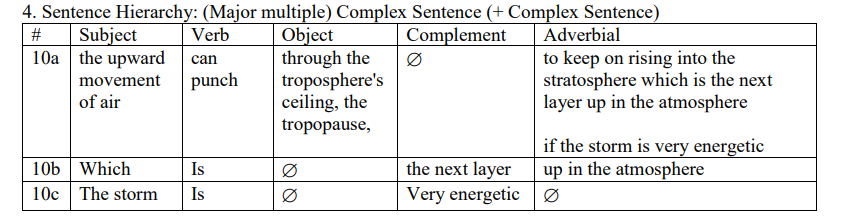 4. Sentence Hierarchy: (Major multiple) Complex Sentence (+ Complex Sentence)
# Subject Verb Object Complement Adverbial
10a the upward can through the ∅ to keep on rising into the
movement punch troposphere's stratosphere which is the next
of air ceiling, the layer up in the atmosphere
tropopause,
if the storm is very energetic
10b Which Is ∅ the next layer up in the atmosphere
10c The storm Is ∅ Very energetic ∅